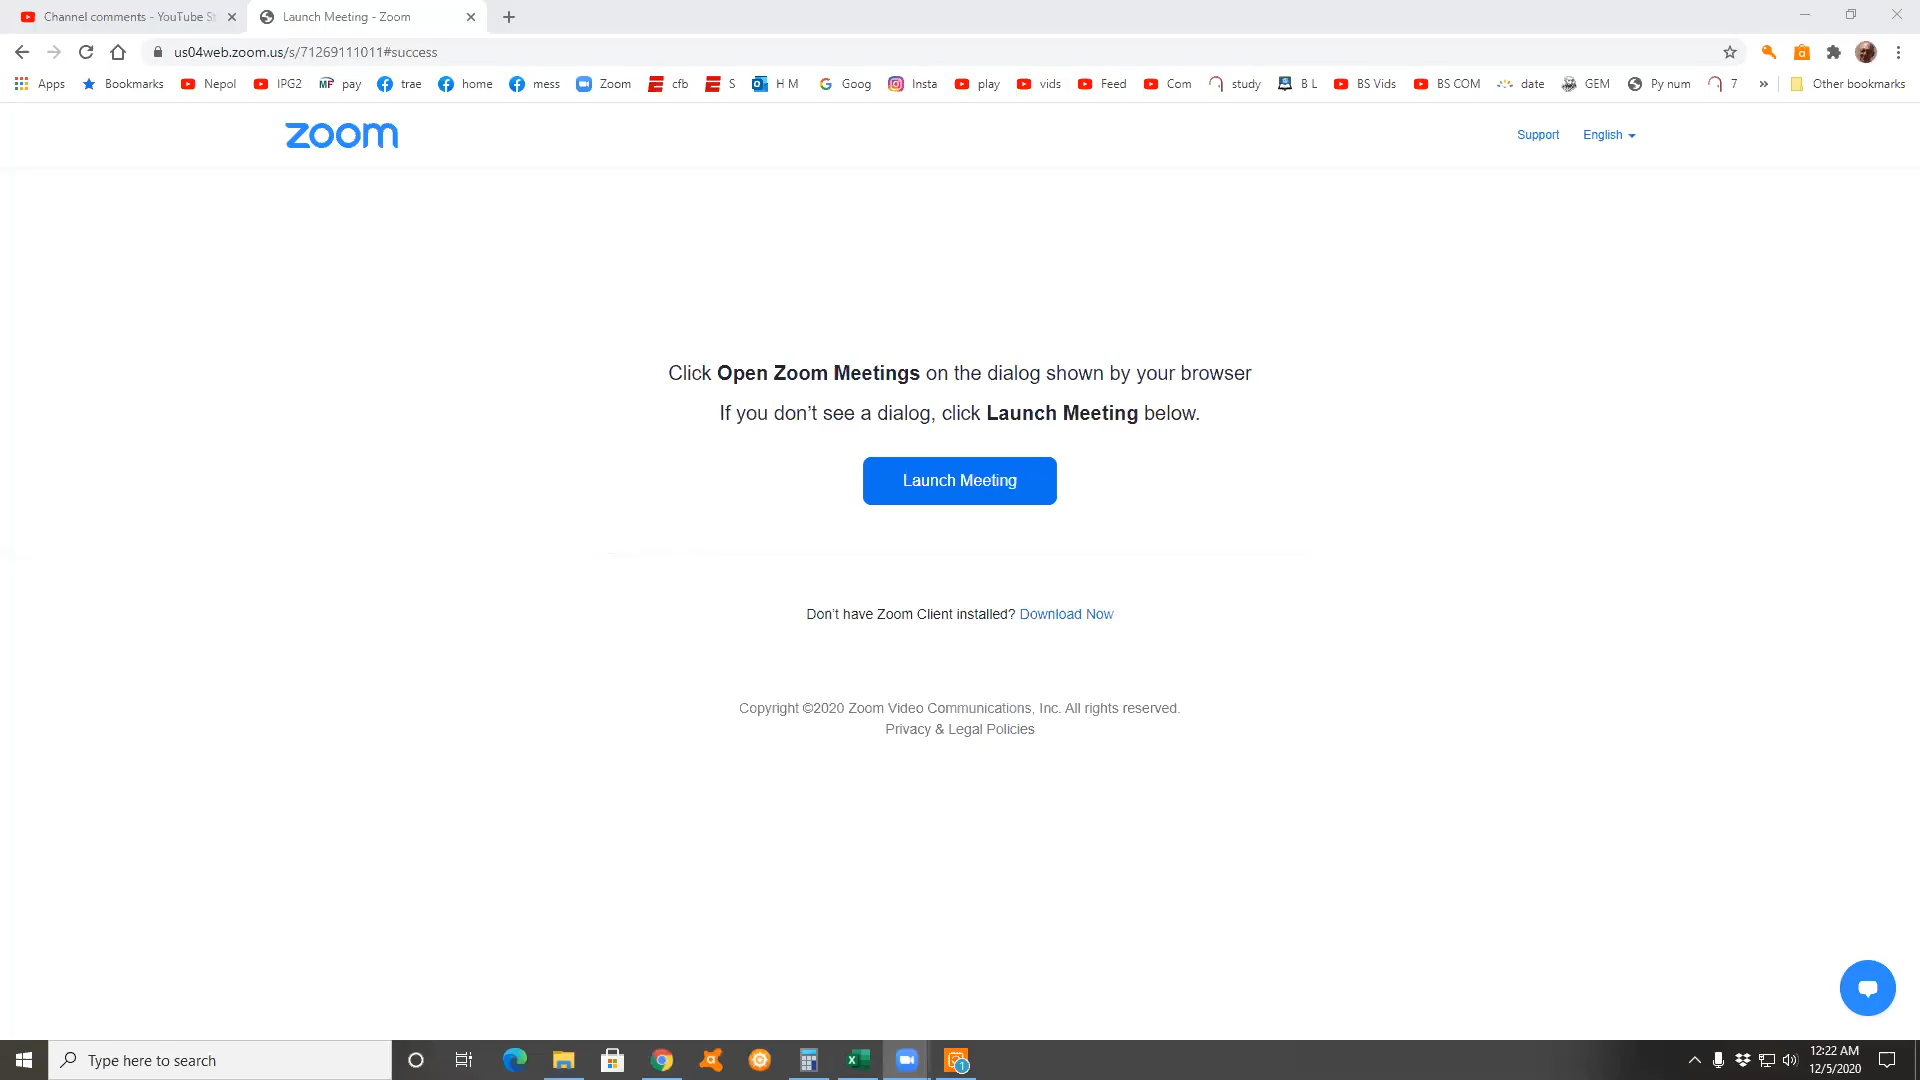 Channel comments - YouTube St
Launch Meeting - Zoom
us04web.zoom.us/s/71269111011#success
Apps Bookmarks Nepol IPG2 pay trae home mess Zoom cfb S H M Goog Insta play vids Feed Com study B L BS Vids BS COM date GEM Py num 7 » Other bookmarks
zoom
Support English
Click Open Zoom Meetings on the dialog shown by your browser
If you don’t see a dialog, click Launch Meeting below.
Launch Meeting
Don’t have Zoom Client installed? Download Now
Copyright ©2020 Zoom Video Communications, Inc. All rights reserved.
Privacy & Legal Policies
Type here to search
1
12:22 AM
12/5/2020